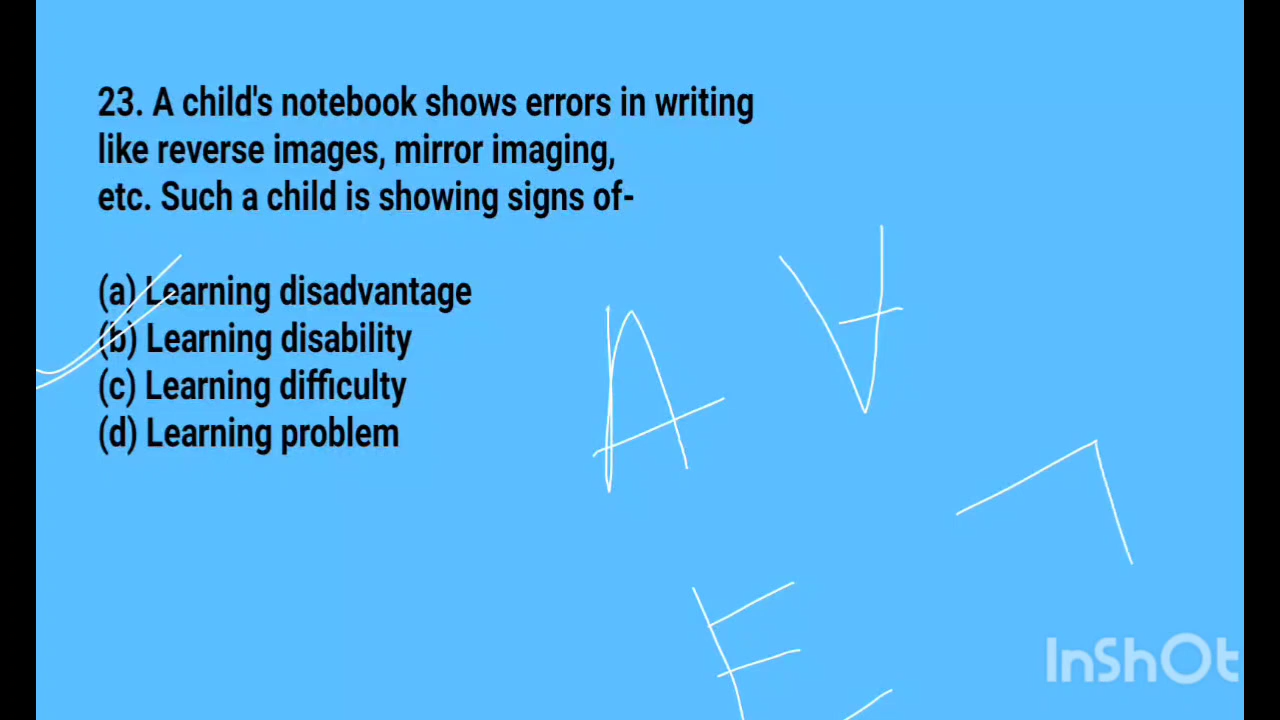 23. A child's notebook shows errors in writing
like reverse images, mirror imaging,
etc. Such a child is showing signs of-
(a) Learning disadvantage
(b) Learning disability
(c) Learning difficulty
(d) Learning problem
A
∀
E
InShOt